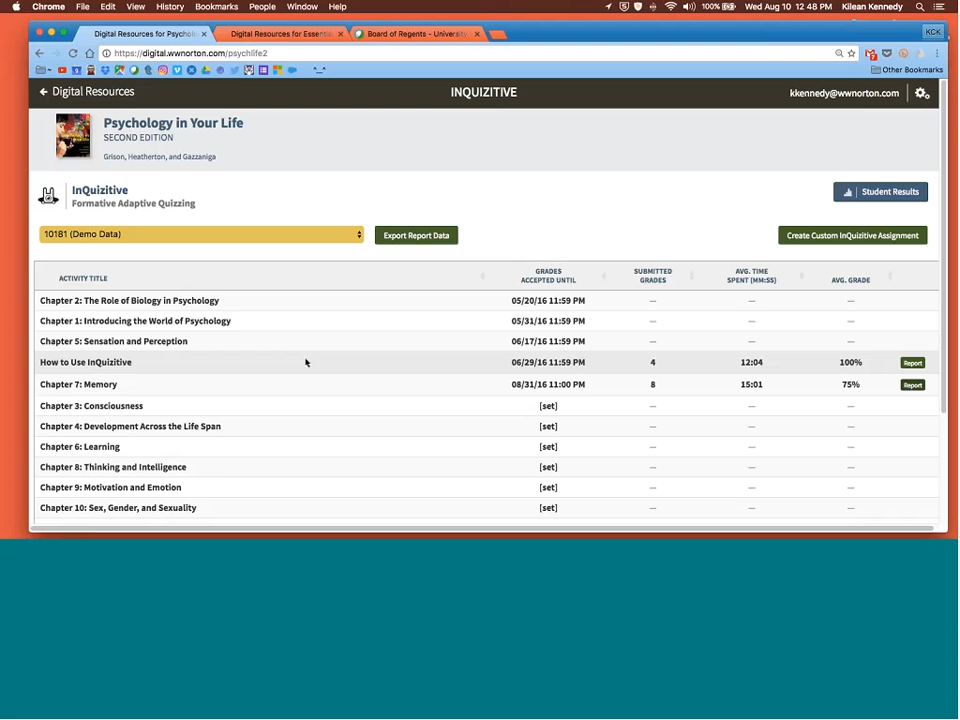 Chrome File Edit View History Bookmarks People Window Help 100% Wed Aug 10 12:48 PM Kilean Kennedy
Digital Resources for Psychol × Digital Resources for Essenti × Board of Regents - University × KCK
https://digital.wwnorton.com/psychlife2
Other Bookmarks
Digital Resources INQUIZITIVE kkennedy@wwnorton.com
Psychology in Your Life
SECOND EDITION
Grison, Heatherton, and Gazzaniga
InQuizitive
Formative Adaptive Quizzing
Student Results
10181 (Demo Data) Export Report Data Create Custom InQuizitive Assignment
ACTIVITY TITLE GRADES ACCEPTED UNTIL SUBMITTED GRADES AVG. TIME SPENT (MM:SS) AVG. GRADE
Chapter 2: The Role of Biology in Psychology 05/20/16 11:59 PM — — —
Chapter 1: Introducing the World of Psychology 05/31/16 11:59 PM — — —
Chapter 5: Sensation and Perception 06/17/16 11:59 PM — — —
How to Use InQuizitive 06/29/16 11:59 PM 4 12:04 100% Report
Chapter 7: Memory 08/31/16 11:00 PM 8 15:01 75% Report
Chapter 3: Consciousness [set] — — —
Chapter 4: Development Across the Life Span [set] — — —
Chapter 6: Learning [set] — — —
Chapter 8: Thinking and Intelligence [set] — — —
Chapter 9: Motivation and Emotion [set] — — —
Chapter 10: Sex, Gender, and Sexuality [set] — — —